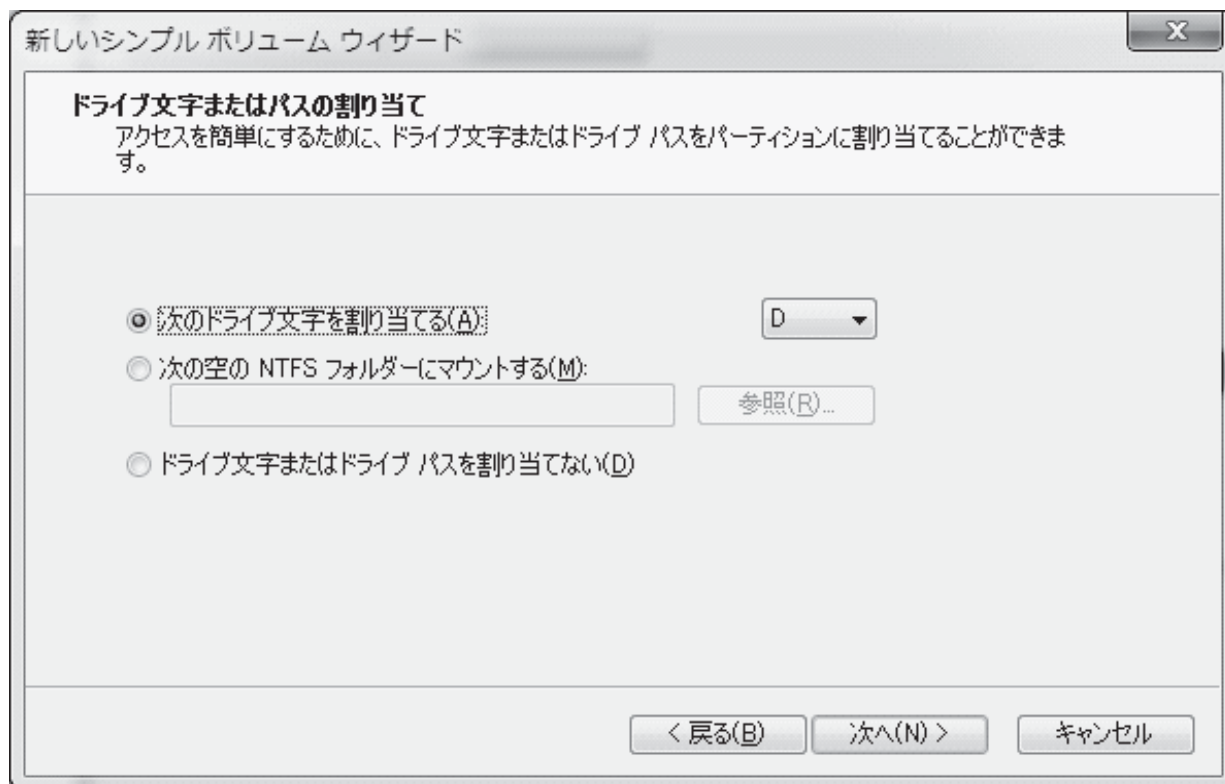 新しいシンプル ボリューム ウィザード
x
ドライブ文字またはパスの割り当て
アクセスを簡単にするために、ドライブ文字またはドライブ パスをパーティションに割り当てることができま
す。
次のドライブ文字を割り当てる(A): D
次の空の NTFS フォルダーにマウントする(M):
参照(R)...
ドライブ文字またはドライブ パスを割り当てない(D)
< 戻る(B) 次へ(N) > キャンセル